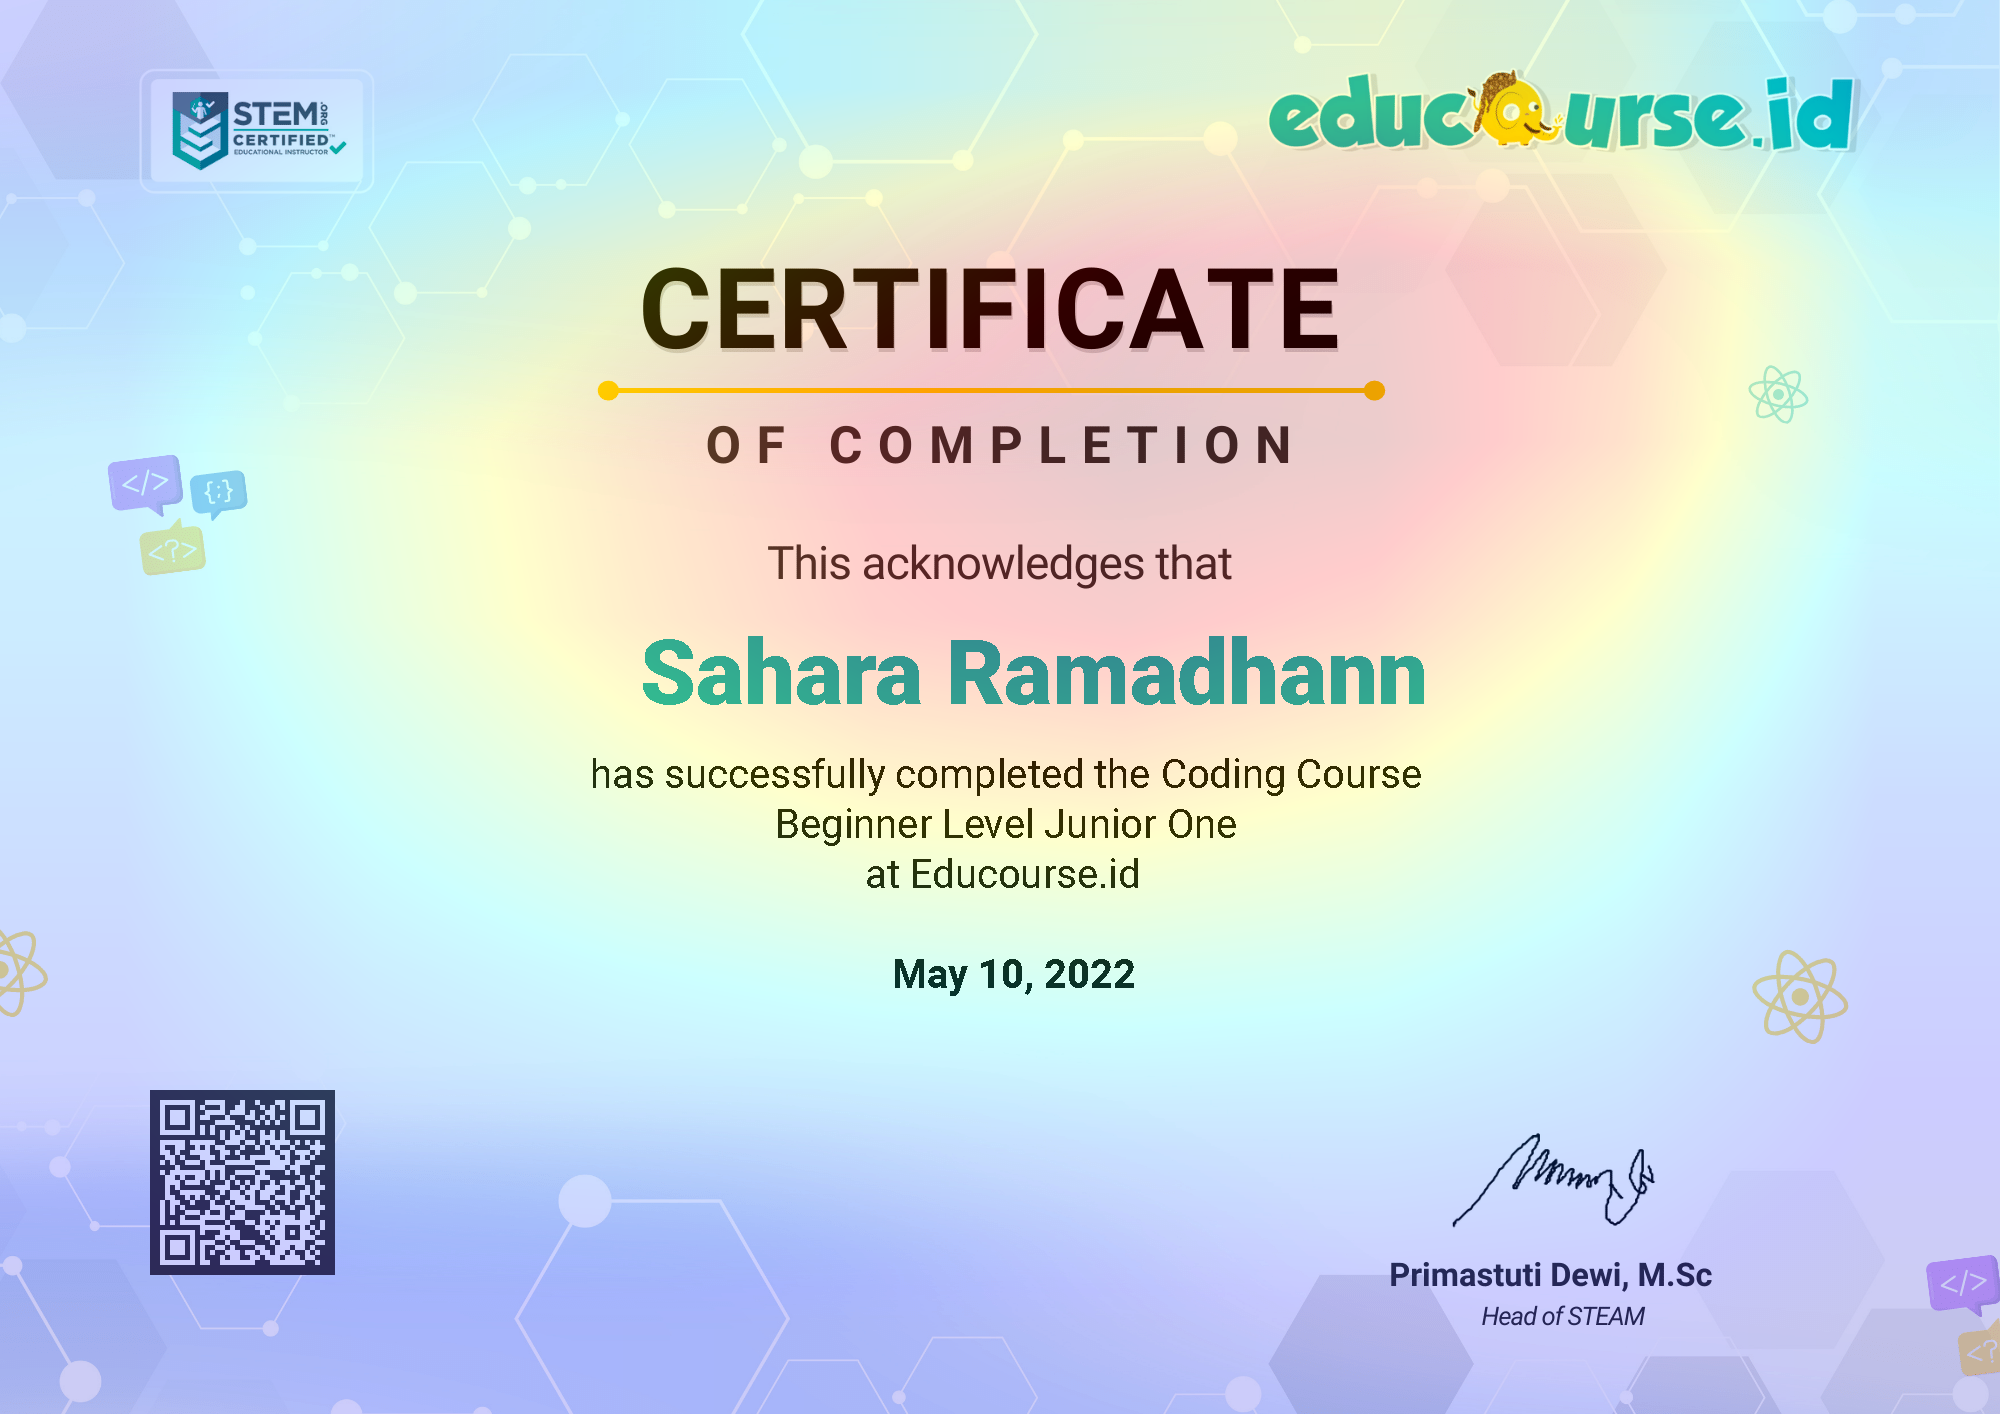 STEM.ORG
CERTIFIED™
EDUCATIONAL INSTRUCTOR
educourse.id
CERTIFICATE
OF COMPLETION
This acknowledges that
Sahara Ramadhann
has successfully completed the Coding Course
Beginner Level Junior One
at Educourse.id
May 10, 2022
</>
{;}
<?>
Primastuti Dewi, M.Sc
Head of STEAM
</>
<?